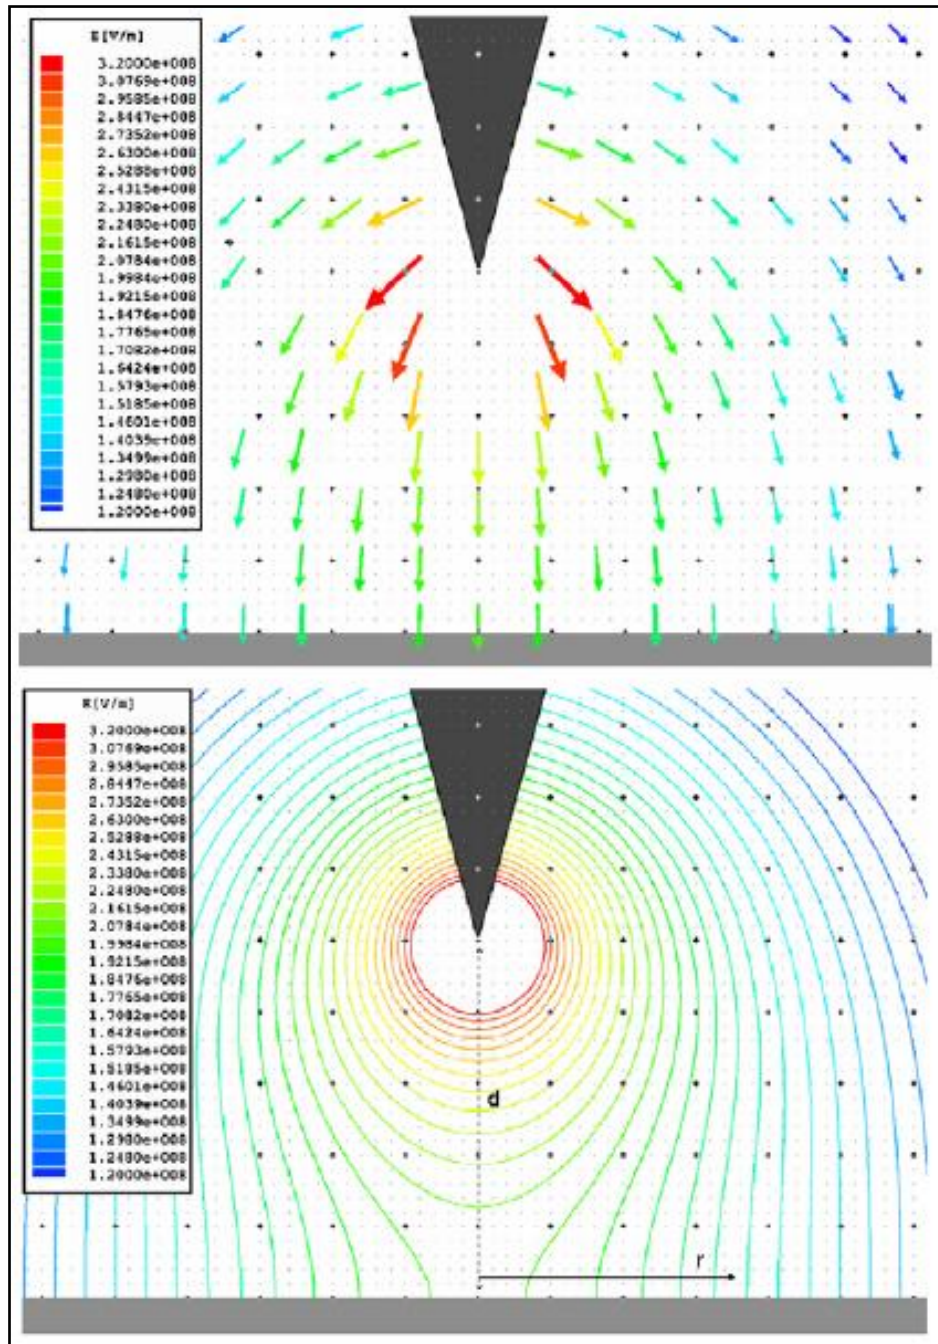 E[V/m]
3.2000e+008
3.0769e+008
2.9585e+008
2.8447e+008
2.7352e+008
2.6300e+008
2.5288e+008
2.4315e+008
2.3380e+008
2.2480e+008
2.1615e+008
2.0784e+008
1.9984e+008
1.9215e+008
1.8476e+008
1.7765e+008
1.7082e+008
1.6424e+008
1.5793e+008
1.5185e+008
1.4601e+008
1.4039e+008
1.3499e+008
1.2980e+008
1.2480e+008
1.2000e+008
E[V/m]
3.2000e+008
3.0769e+008
2.9585e+008
2.8447e+008
2.7352e+008
2.6300e+008
2.5288e+008
2.4315e+008
2.3380e+008
2.2480e+008
2.1615e+008
2.0784e+008
1.9984e+008
1.9215e+008
1.8476e+008
1.7765e+008
1.7082e+008
1.6424e+008
1.5793e+008
1.5185e+008
1.4601e+008
1.4039e+008
1.3499e+008
1.2980e+008
1.2480e+008
1.2000e+008
d
r